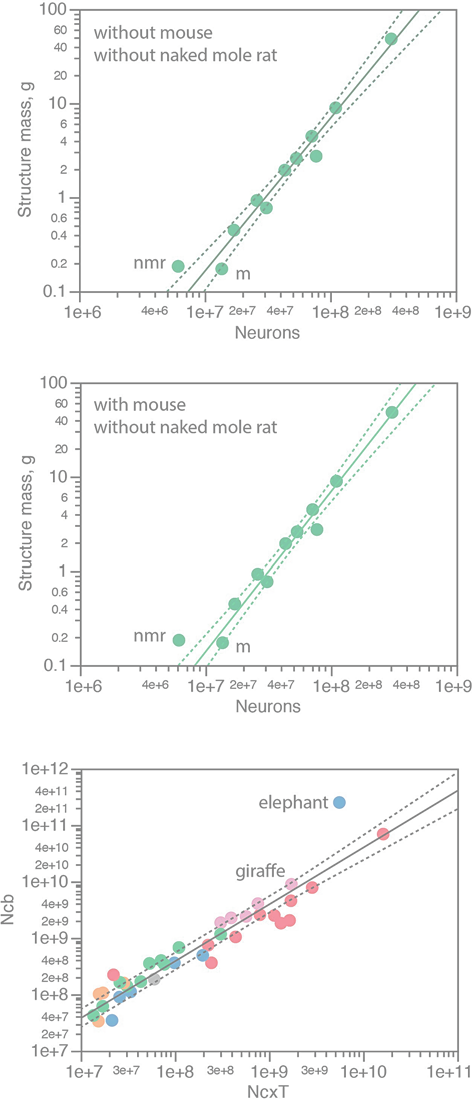 100
60
40
20
10
6
4
2
1
0.6
0.4
0.2
0.1
Structure mass, g
without mouse
without naked mole rat
nmr
m
1e+6
4e+6
1e+7
2e+7
4e+7
1e+8
2e+8
4e+8
1e+9
Neurons
100
60
40
20
10
6
4
2
1
0.6
0.4
0.2
0.1
Structure mass, g
with mouse
without naked mole rat
nmr
m
1e+6
4e+6
1e+7
2e+7
4e+7
1e+8
2e+8
4e+8
1e+9
Neurons
1e+12
4e+11
2e+11
1e+11
4e+10
2e+10
1e+10
4e+9
2e+9
1e+9
4e+8
2e+8
1e+8
4e+7
2e+7
1e+7
Ncb
elephant
giraffe
1e+7
3e+7
1e+8
3e+8
1e+9
3e+9
1e+10
1e+11
NcxT